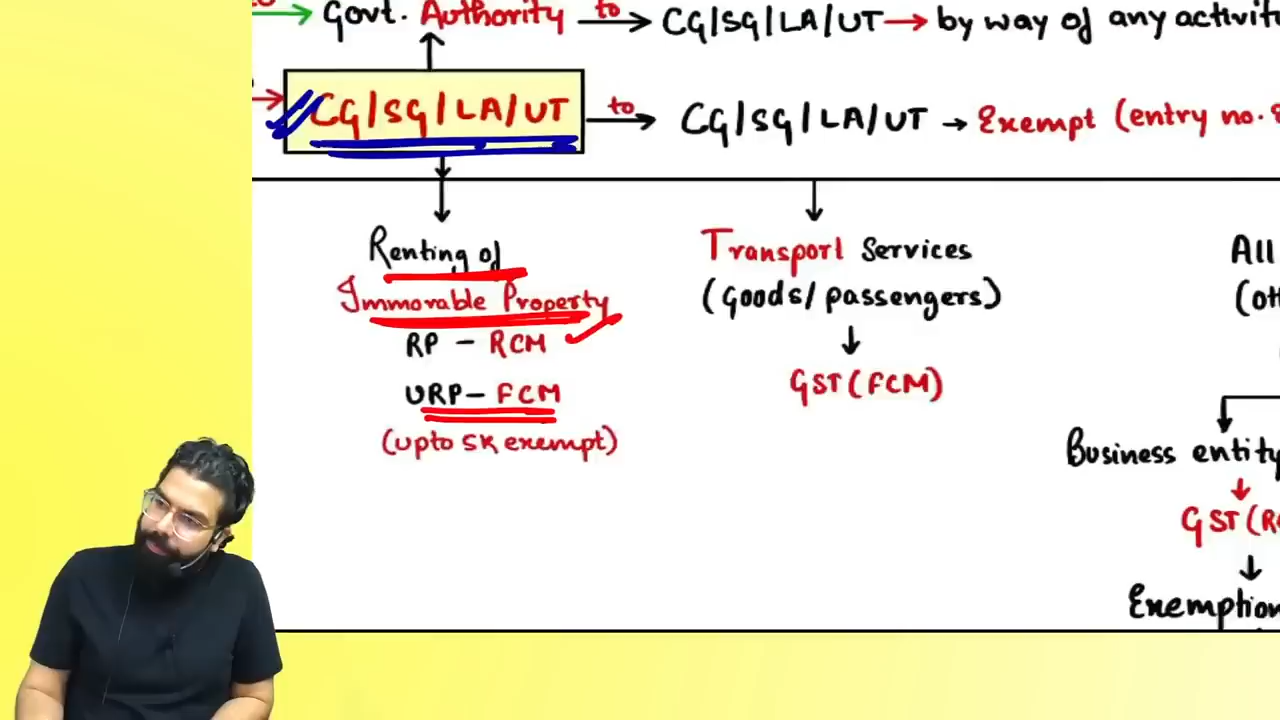 Govt. Authority to CG/SG/LA/UT → by way of any
CG/SG/LA/UT to CG/SG/LA/UT → Exempt (entry no.
Renting of
Immovable Property
RP - RCM
URP - FCM
(upto 5K exempt)
Transport Services
(Goods/passengers)
GST (FCM)
All
Business entity
GST (
Exemption